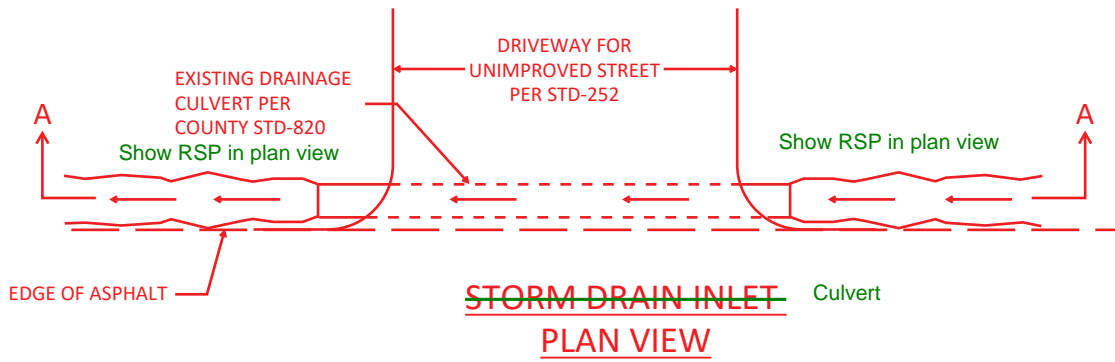 DRIVEWAY FOR
UNIMPROVED STREET
PER STD-252
EXISTING DRAINAGE
CULVERT PER
COUNTY STD-820
A
A
Show RSP in plan view
Show RSP in plan view
EDGE OF ASPHALT
STORM DRAIN INLET Culvert
PLAN VIEW